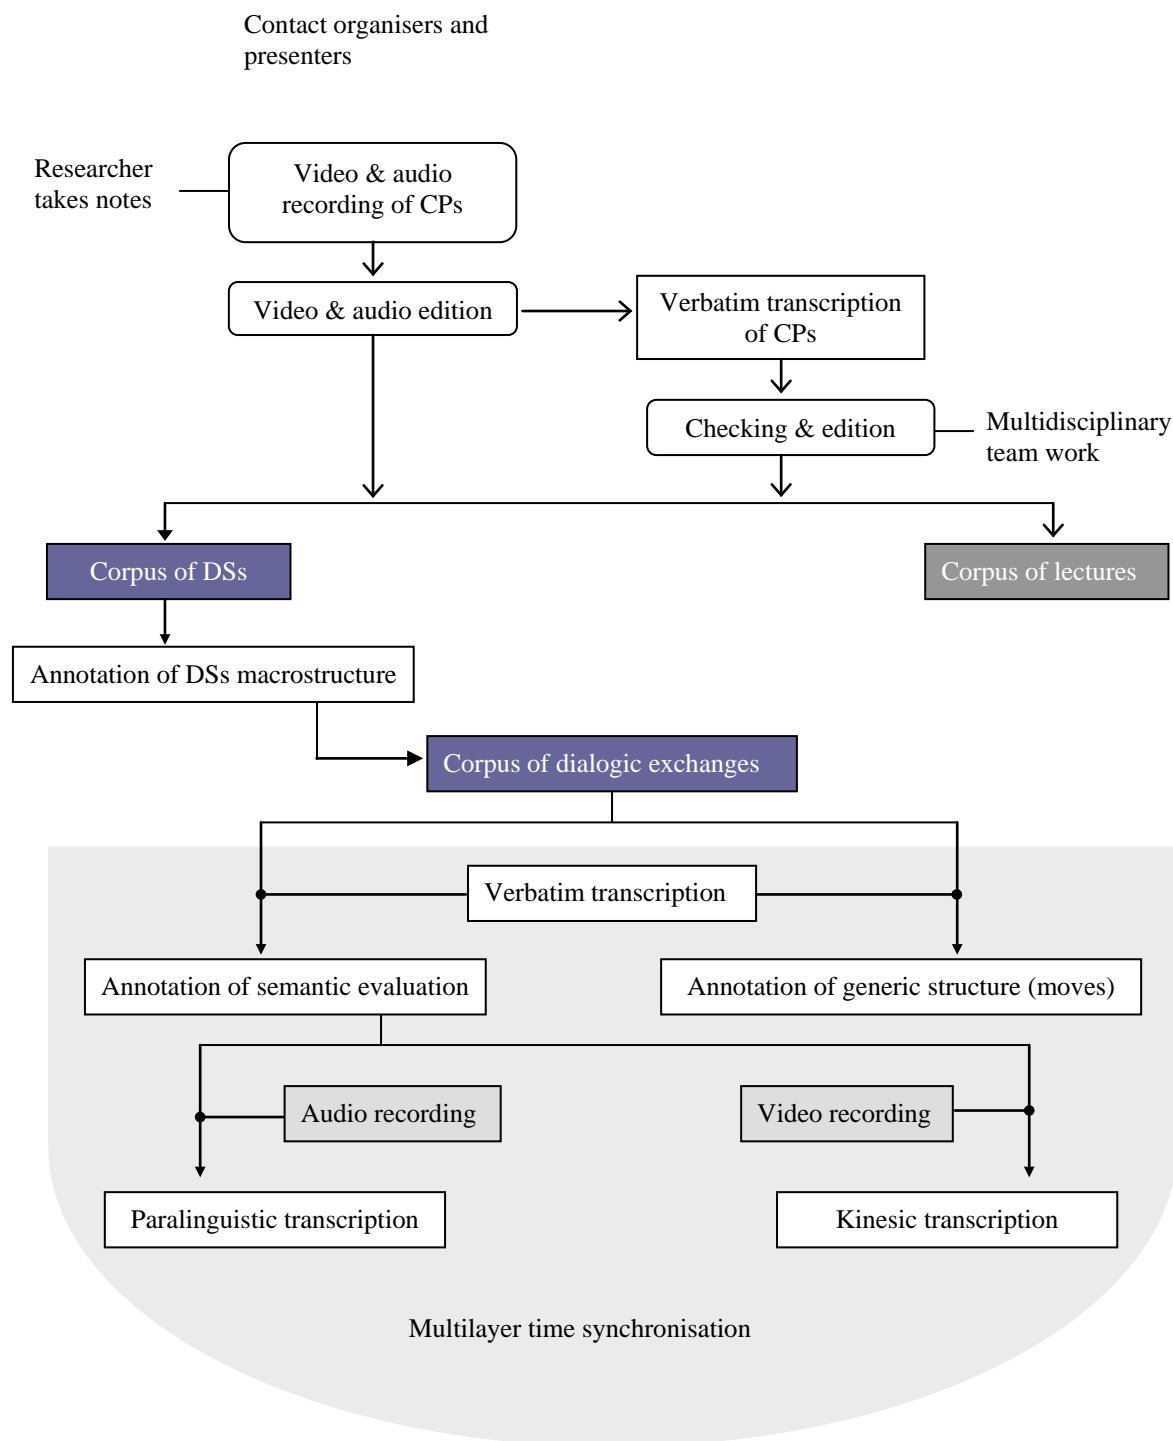 Contact organisers and
presenters
Researcher
takes notes
Video & audio
recording of CPs
Video & audio edition
Verbatim transcription
of CPs
Checking & edition
Multidisciplinary
team work
Corpus of DSs
Corpus of lectures
Annotation of DSs macrostructure
Corpus of dialogic exchanges
Verbatim transcription
Annotation of semantic evaluation
Annotation of generic structure (moves)
Audio recording
Video recording
Paralinguistic transcription
Kinesic transcription
Multilayer time synchronisation